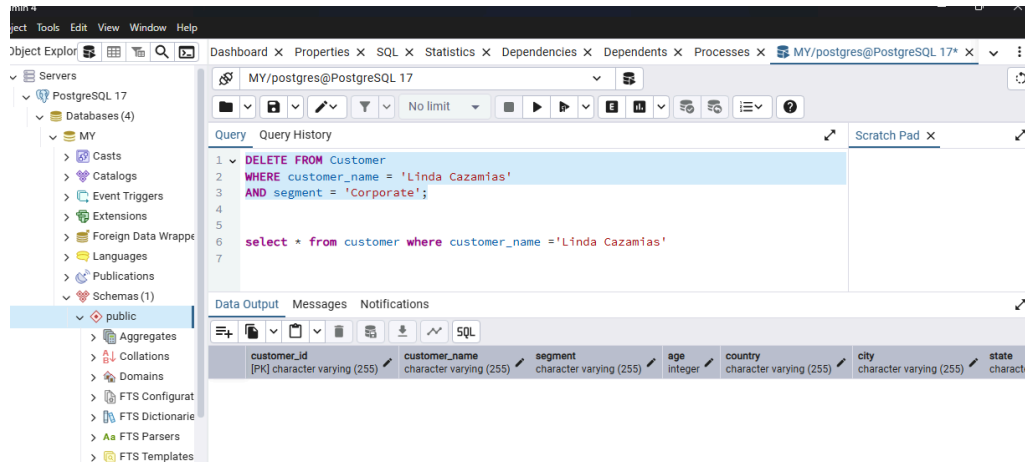 ject Tools Edit View Window Help
Object Explor
Dashboard X Properties X SQL X Statistics X Dependencies X Dependents X Processes X MY/postgres@PostgreSQL 17* X
Servers
MY/postgres@PostgreSQL 17
PostgreSQL 17
No limit
Databases (4)
MY
Query Query History
Scratch Pad X
Casts
1 DELETE FROM Customer
Catalogs
2 WHERE customer_name = 'Linda Cazamias'
Event Triggers
3 AND segment = 'Corporate';
Extensions
4
5
Foreign Data Wrappe
6 select * from customer where customer_name ='Linda Cazamias'
Languages
7
Publications
Schemas (1)
Data Output Messages Notifications
public
SQL
Aggregates
customer_id customer_name segment age country city state
[PK] character varying (255) character varying (255) character varying (255) integer character varying (255) character varying (255) charact
Collations
Domains
FTS Configurat
FTS Dictionarie
Aa FTS Parsers
FTS Templates